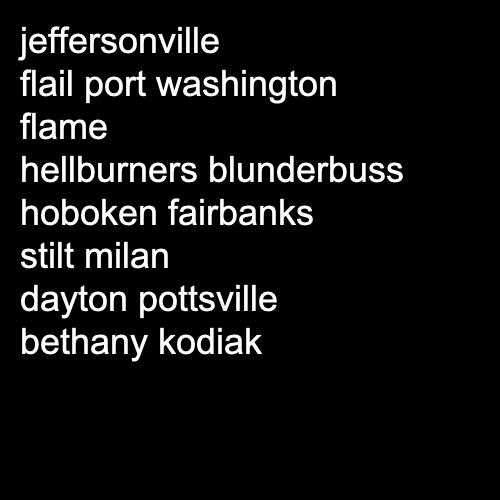 jeffersonville
flail port washington
flame
hellburners blunderbuss
hoboken fairbanks
stilt milan
dayton pottsville
bethany kodiak